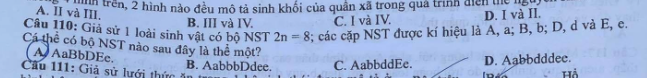 trên, 2 hình nào đều mô tả sinh khối của quần xã trong quá trình diễn thế
A. II và III. B. III và IV. C. I và IV. D. I và II.
Câu 110: Giả sử 1 loài sinh vật có bộ NST 2n = 8; các cặp NST được kí hiệu là A, a; B, b; D, d và E, e.
Cá thể có bộ NST nào sau đây là thể một?
A. AaBbDEe. B. AabbbDdee. C. AabbddEe. D. Aabbdddee.
Câu 111: Giả sử lưới thức ăn